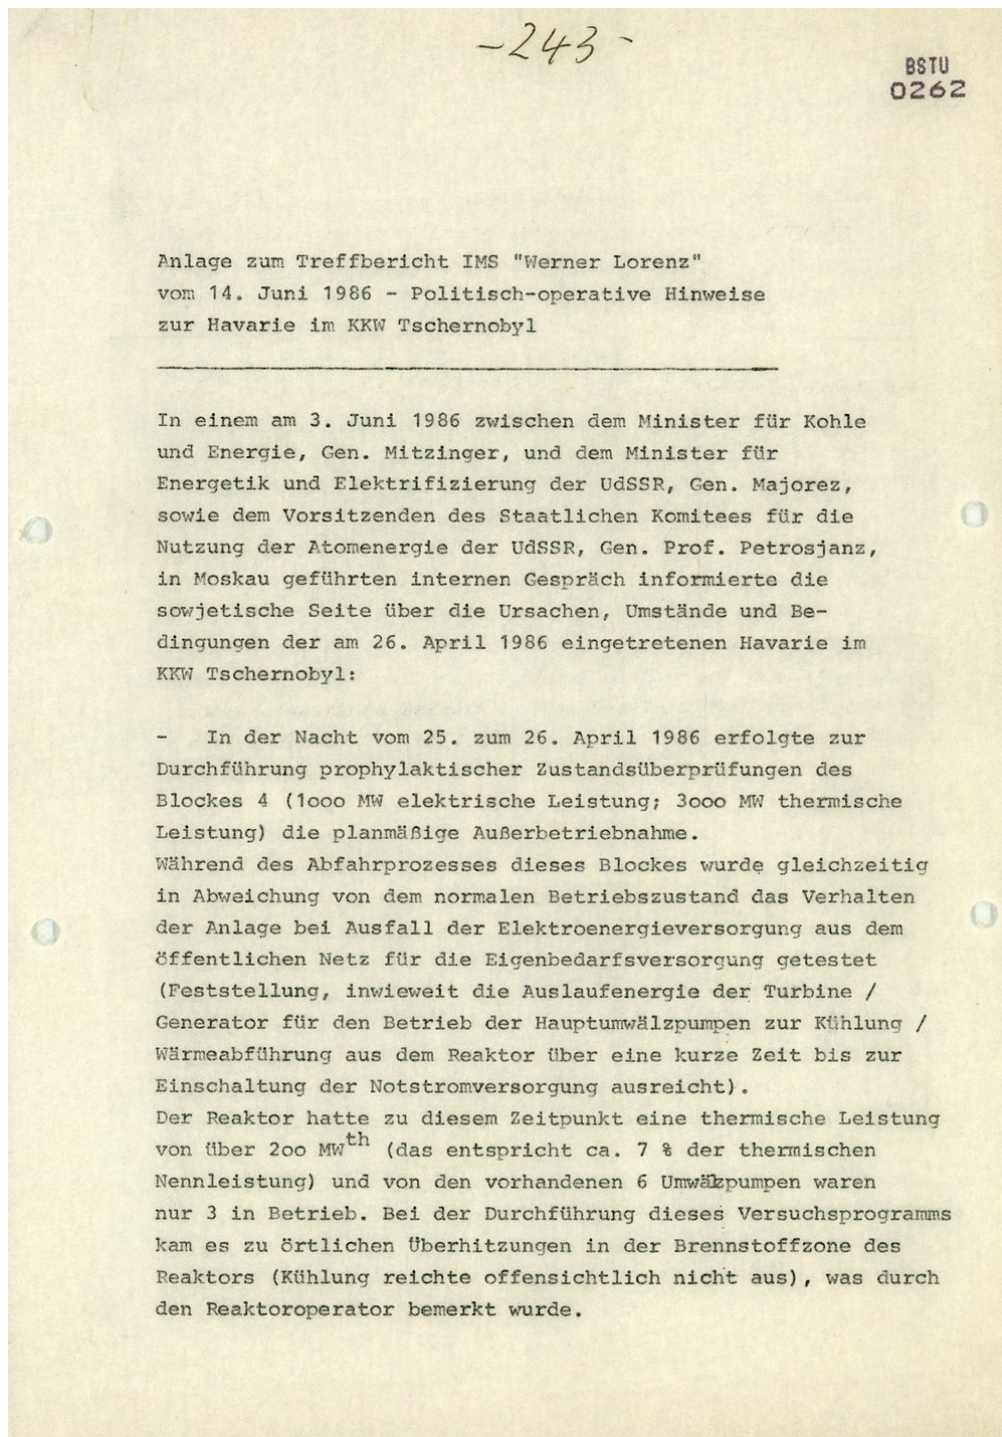 -243-
BSTU
0262
Anlage zum Treffbericht IMS "Werner Lorenz"
vom 14. Juni 1986 - Politisch-operative Hinweise
zur Havarie im KKW Tschernobyl
In einem am 3. Juni 1986 zwischen dem Minister für Kohle
und Energie, Gen. Mitzinger, und dem Minister für
Energetik und Elektrifizierung der UdSSR, Gen. Majorez,
sowie dem Vorsitzenden des Staatlichen Komitees für die
Nutzung der Atomenergie der UdSSR, Gen. Prof. Petrosjanz,
in Moskau geführten internen Gespräch informierte die
sowjetische Seite über die Ursachen, Umstände und Be-
dingungen der am 26. April 1986 eingetretenen Havarie im
KKW Tschernobyl:
- In der Nacht vom 25. zum 26. April 1986 erfolgte zur
Durchführung prophylaktischer Zustandsüberprüfungen des
Blockes 4 (1ooo MW elektrische Leistung; 3ooo MW thermische
Leistung) die planmäßige Außerbetriebnahme.
Während des Abfahrprozesses dieses Blockes wurde gleichzeitig
in Abweichung von dem normalen Betriebszustand das Verhalten
der Anlage bei Ausfall der Elektroenergieversorgung aus dem
öffentlichen Netz für die Eigenbedarfsversorgung getestet
(Feststellung, inwieweit die Auslaufenergie der Turbine /
Generator für den Betrieb der Hauptumwälzpumpen zur Kühlung /
Wärmeabführung aus dem Reaktor über eine kurze Zeit bis zur
Einschaltung der Notstromversorgung ausreicht).
Der Reaktor hatte zu diesem Zeitpunkt eine thermische Leistung
von über 2oo MWth (das entspricht ca. 7 % der thermischen
Nennleistung) und von den vorhandenen 6 Umwälzpumpen waren
nur 3 in Betrieb. Bei der Durchführung dieses Versuchsprogramms
kam es zu örtlichen Überhitzungen in der Brennstoffzone des
Reaktors (Kühlung reichte offensichtlich nicht aus), was durch
den Reaktoroperator bemerkt wurde.